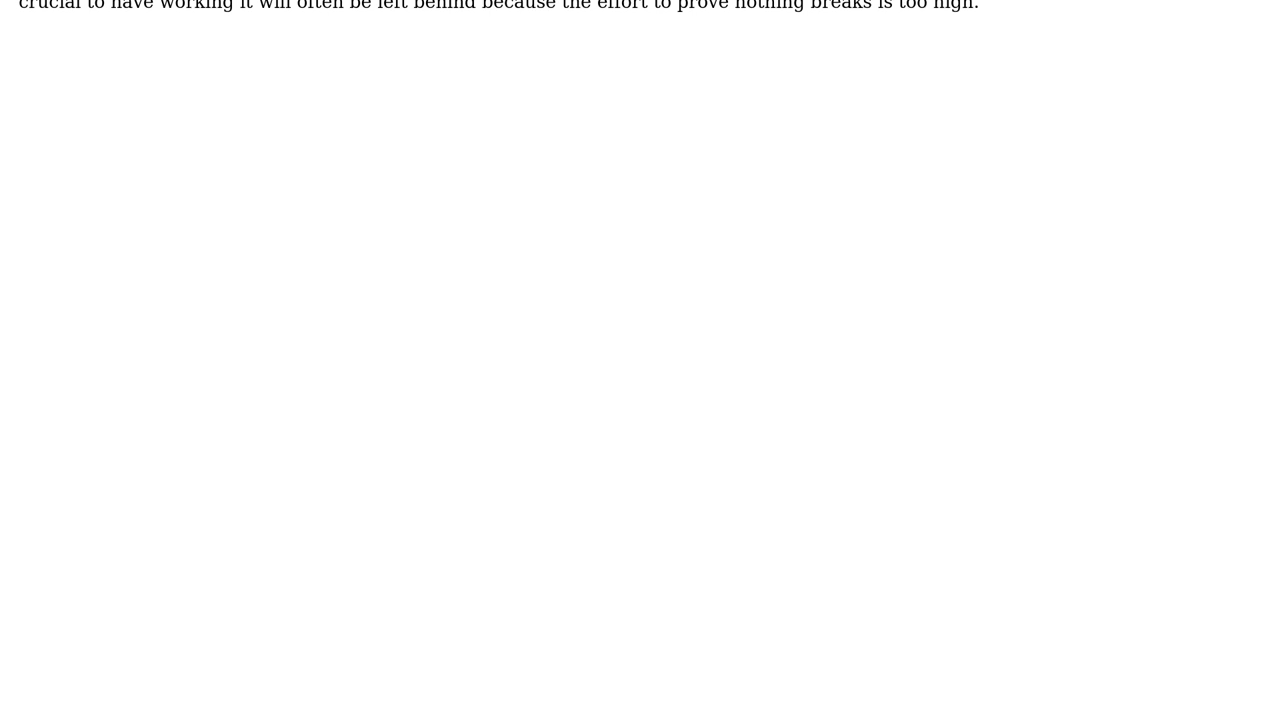 crucial to have working it will often be left behind because the effort to prove nothing breaks is too high.